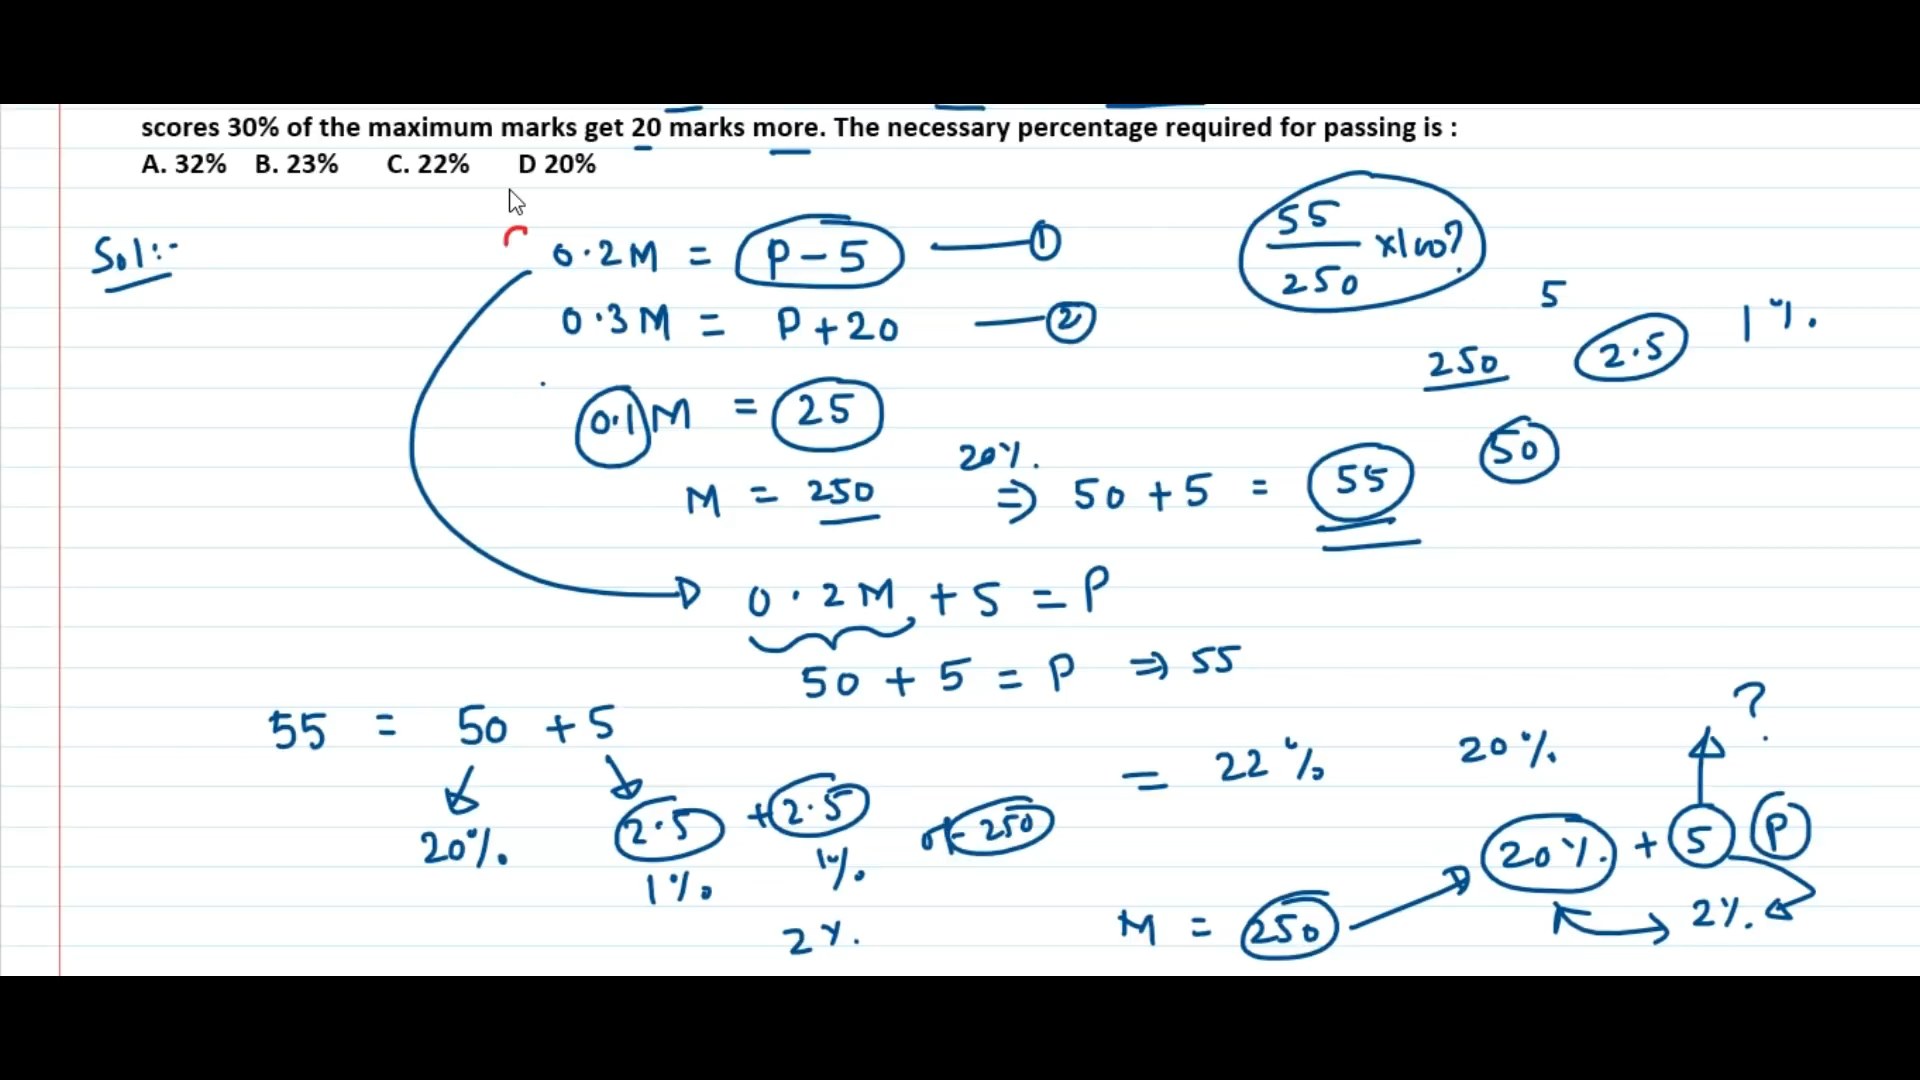 scores 30% of the maximum marks get 20 marks more. The necessary percentage required for passing is :
A. 32% B. 23% C. 22% D 20%
Sol:-
0.2M = P-5 ①
0.3M = P+20 ②
55/250 x100?
5
250 2.5 1%.
0.1M = 25
50
M = 250 20%. => 50+5 = 55
0.2M + 5 = P
50 + 5 = P => 55
55 = 50 + 5
20% 2.5 + 2.5 of 250 = 22%
1% 1%.
2%.
20%. ?
20%. + 5 P
M = 250 2%.